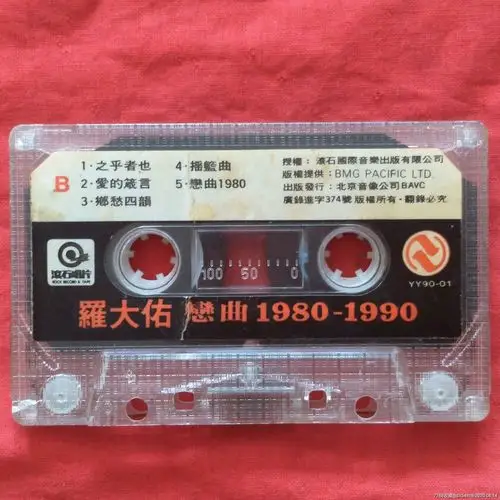 B
1·之乎者也
2·愛的箴言
3·鄉愁四韻
4·搖籃曲
5·戀曲1980
授權：滾石國際音樂出版有限公司
版權提供：BMG PACIFIC LTD.
出版發行：北京音像公司BAVC
廣錄進字374號 版權所有·翻錄必究
滾石唱片
ROCK RECORD & TAPE
100 50 0
YY90-01
羅大佑 戀曲1980-1990